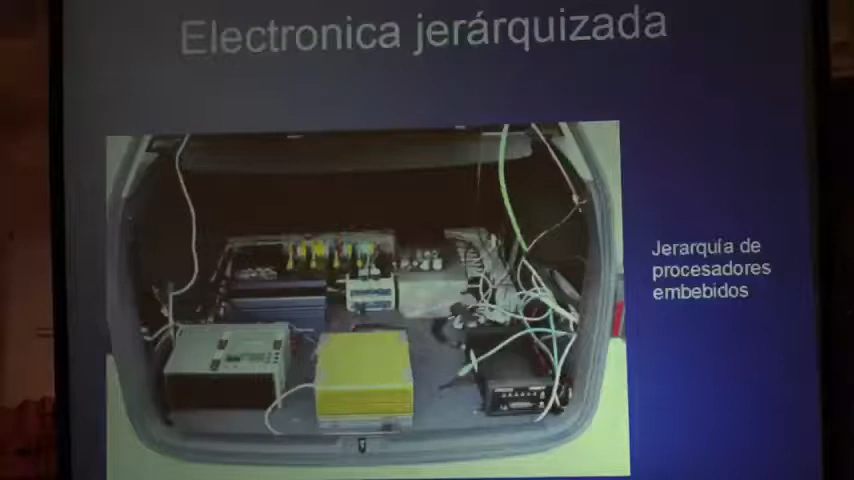 Electronica jerárquizada
Jerarquía de
procesadores
embebidos